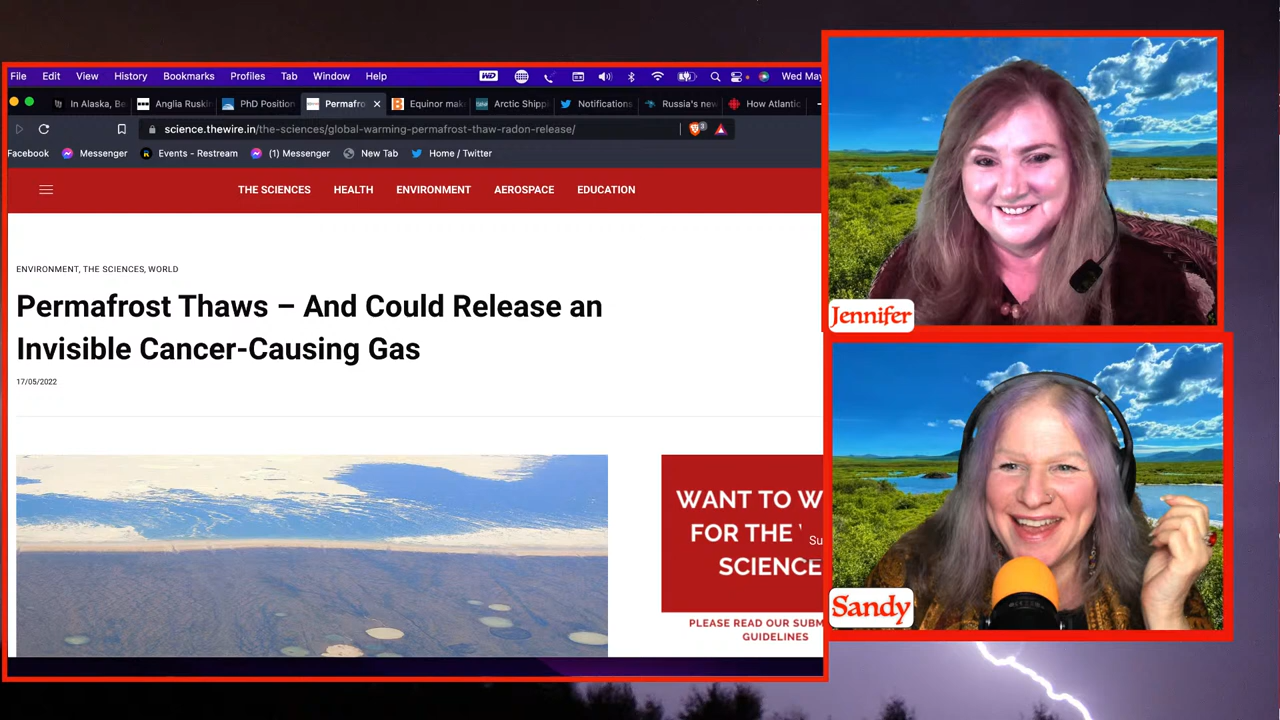 File Edit View History Bookmarks Profiles Tab Window Help WD Wed May
In Alaska, Be Anglia Ruskin PhD Position Permafro × Equinor make Arctic Shippi Notifications Russia's new How Atlantic
science.thewire.in/the-sciences/global-warming-permafrost-thaw-radon-release/ 3
Facebook Messenger Events - Restream (1) Messenger New Tab Home / Twitter
THE SCIENCES HEALTH ENVIRONMENT AEROSPACE EDUCATION
ENVIRONMENT, THE SCIENCES, WORLD
Permafrost Thaws – And Could Release an
Invisible Cancer-Causing Gas
17/05/2022
WANT TO W
FOR THE
Su
SCIENCE
PLEASE READ OUR SUBM
GUIDELINES
Jennifer
Sandy